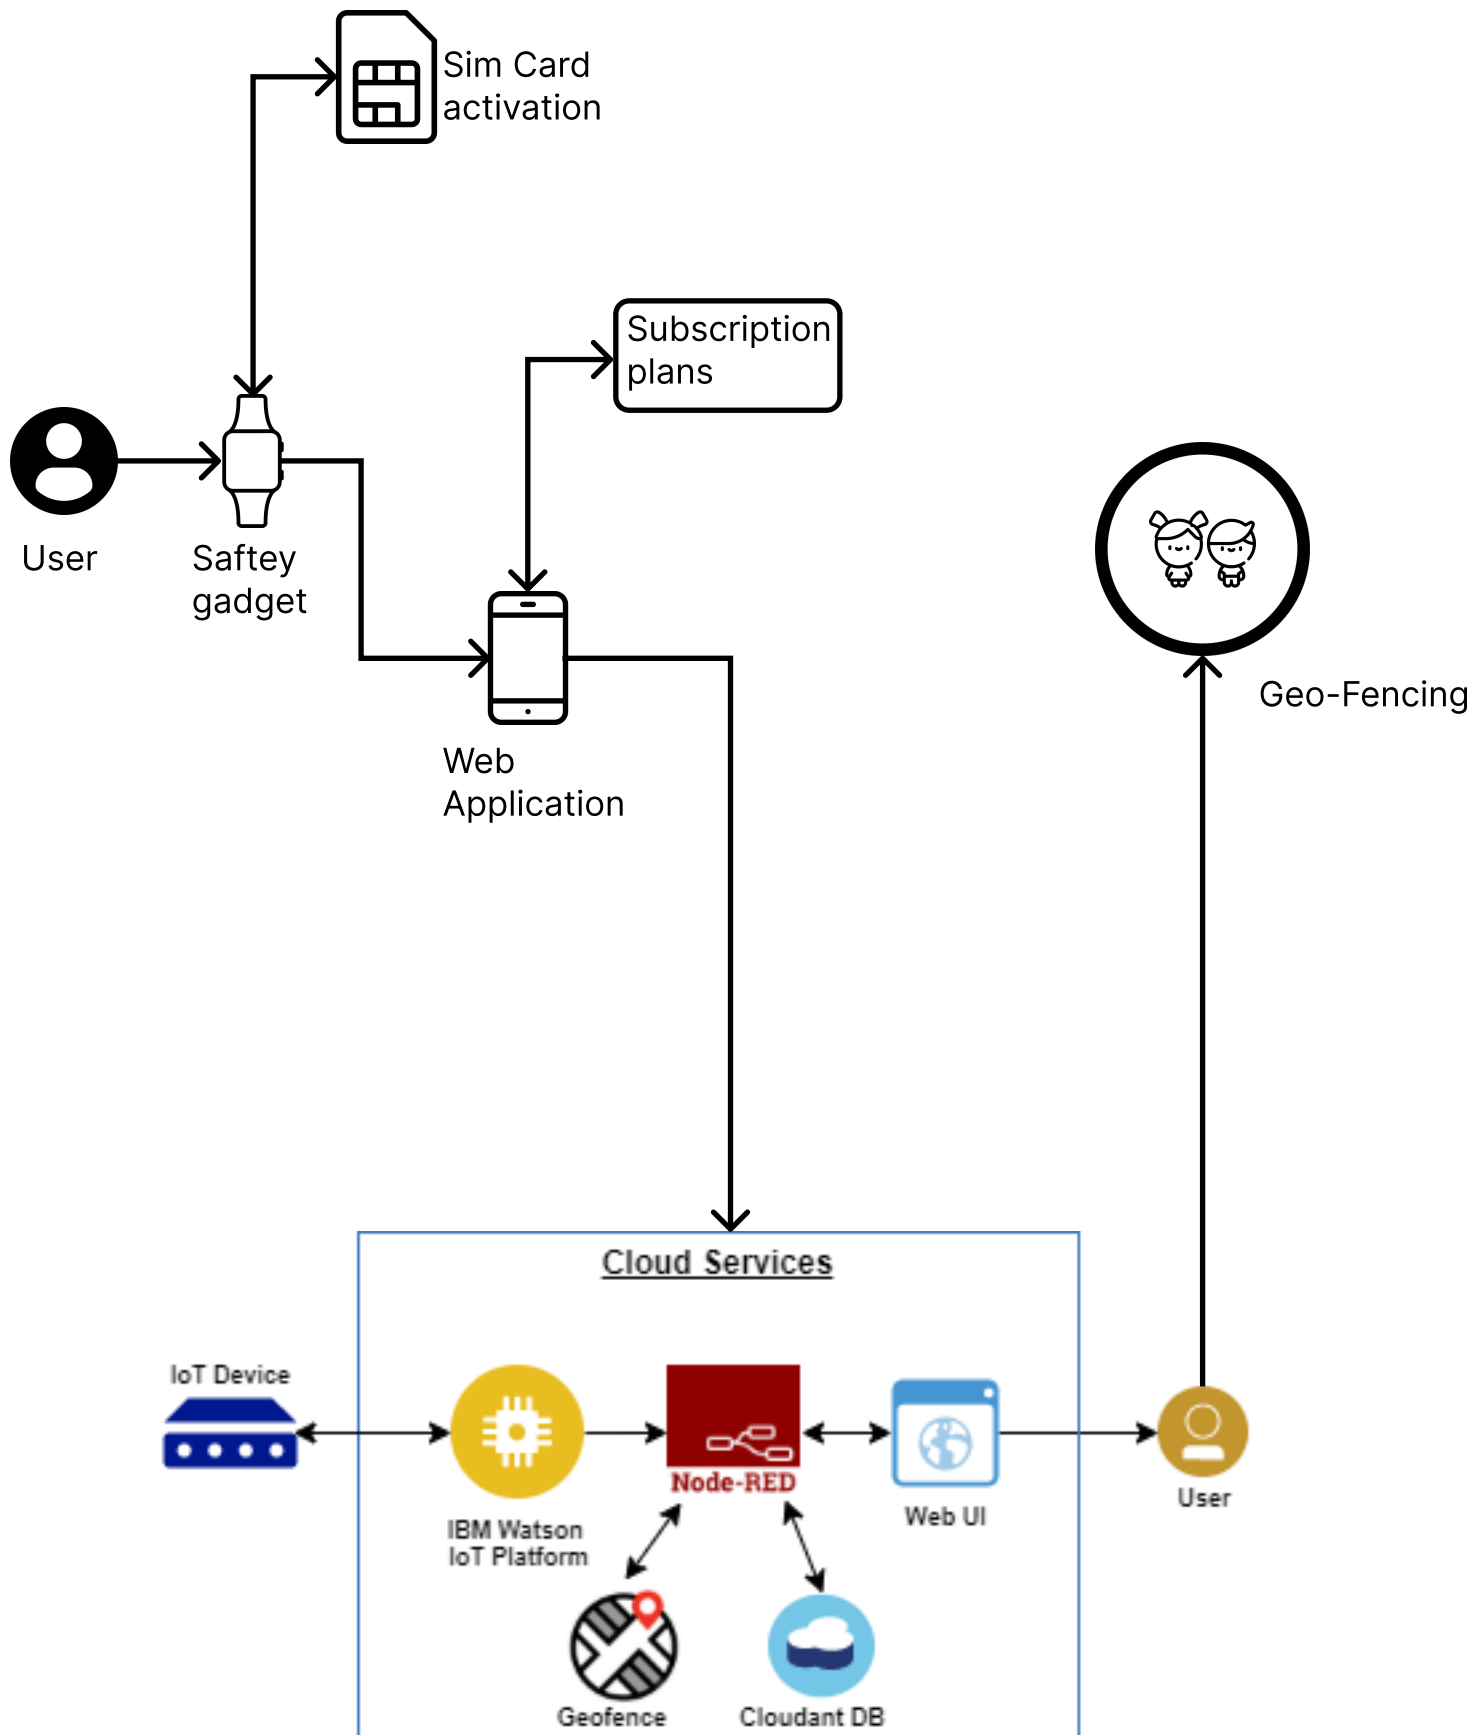 Sim Card
activation
Subscription
plans
User
Saftey
gadget
Geo-Fencing
Web
Application
Cloud Services
IoT Device
Node-RED
User
Web UI
IBM Watson
IoT Platform
Geofence
Cloudant DB